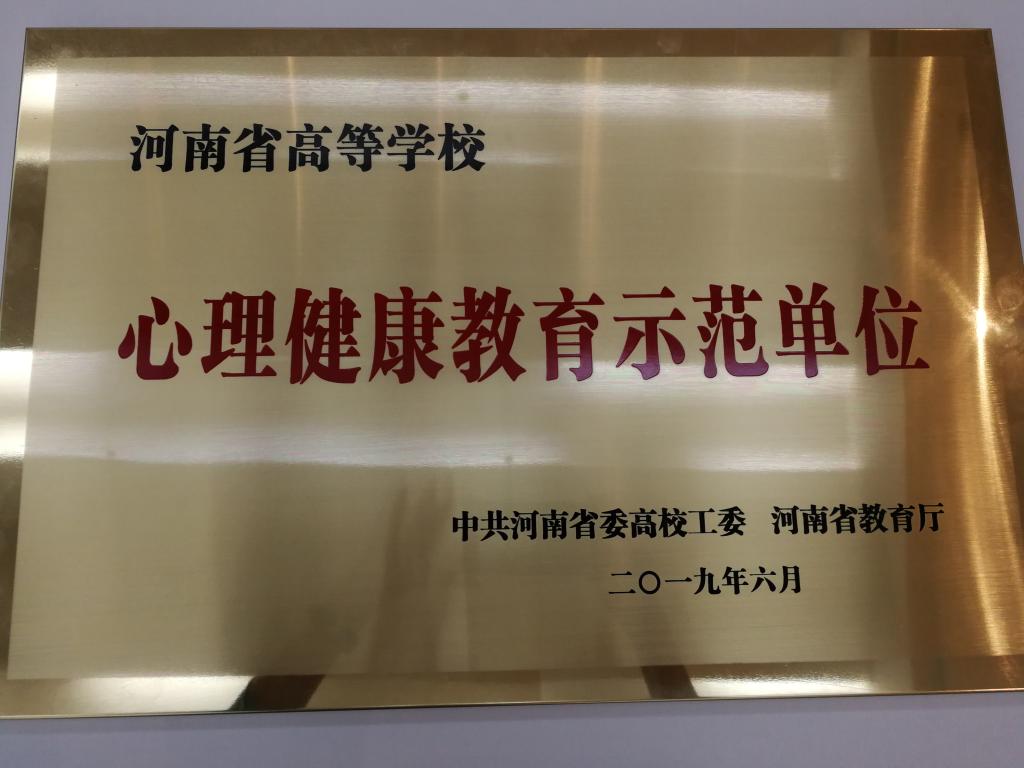 河南省高等学校
心理健康教育示范单位
中共河南省委高校工委 河南省教育厅
二〇一九年六月